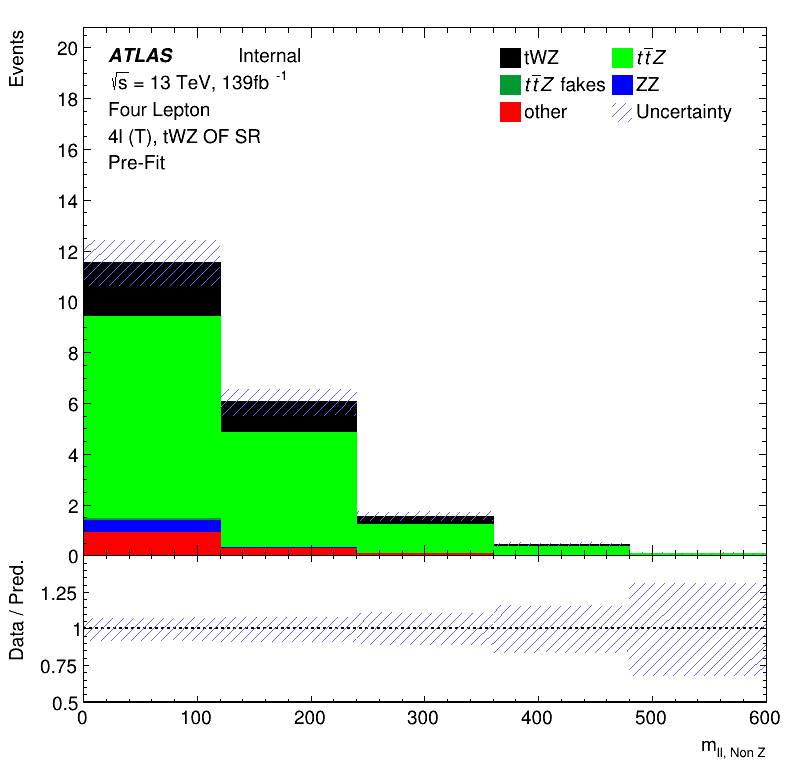 Events
20
18
16
14
12
10
8
6
4
2
0
ATLAS Internal
√s = 13 TeV, 139fb -1
Four Lepton
4l (T), tWZ OF SR
Pre-Fit
tWZ
tt̄Z
tt̄Z fakes
ZZ
other
Uncertainty
Data / Pred.
1.25
1
0.75
0.5
0 100 200 300 400 500 600
m ll, Non Z